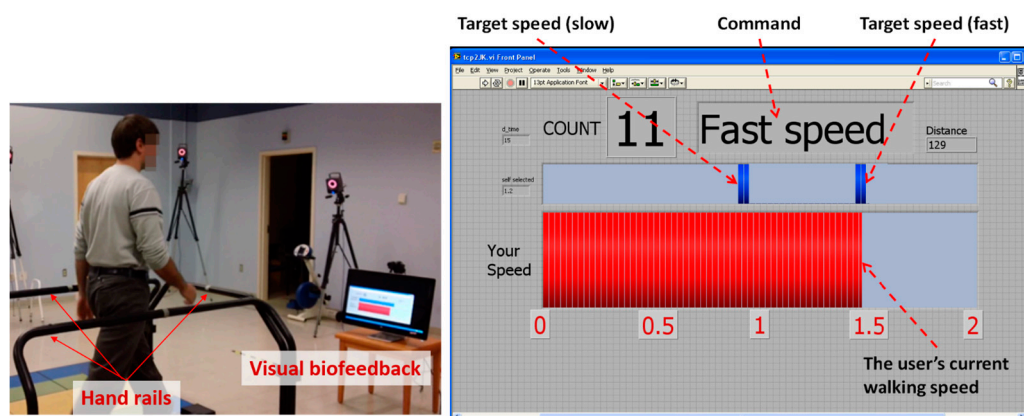 Target speed (slow)
Command
Target speed (fast)
tcp2JK.vi Front Panel
File Edit View Project Operate Tools Window Help
13pt Application Font
Search
d_time
15
COUNT
11
Fast speed
Distance
129
self selected
1.2
Your
Speed
0
0.5
1
1.5
2
The user's current
walking speed
Visual biofeedback
Hand rails